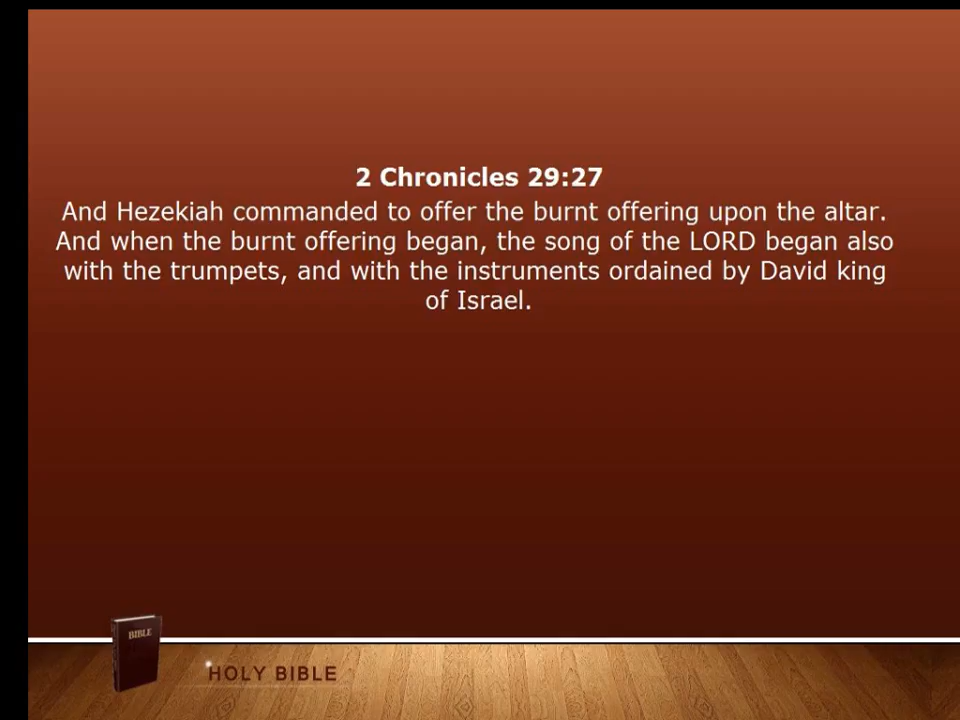 2 Chronicles 29:27
And Hezekiah commanded to offer the burnt offering upon the altar.
And when the burnt offering began, the song of the LORD began also
with the trumpets, and with the instruments ordained by David king
of Israel.
BIBLE
HOLY BIBLE